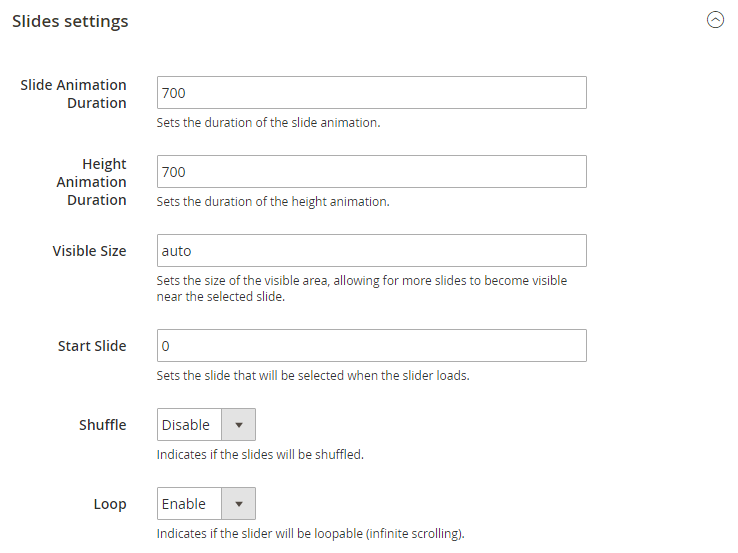 Slides settings
Slide Animation
Duration
700
Sets the duration of the slide animation.
Height
Animation
Duration
700
Sets the duration of the height animation.
Visible Size
auto
Sets the size of the visible area, allowing for more slides to become visible
near the selected slide.
Start Slide
0
Sets the slide that will be selected when the slider loads.
Shuffle
Disable
Indicates if the slides will be shuffled.
Loop
Enable
Indicates if the slider will be loopable (infinite scrolling).